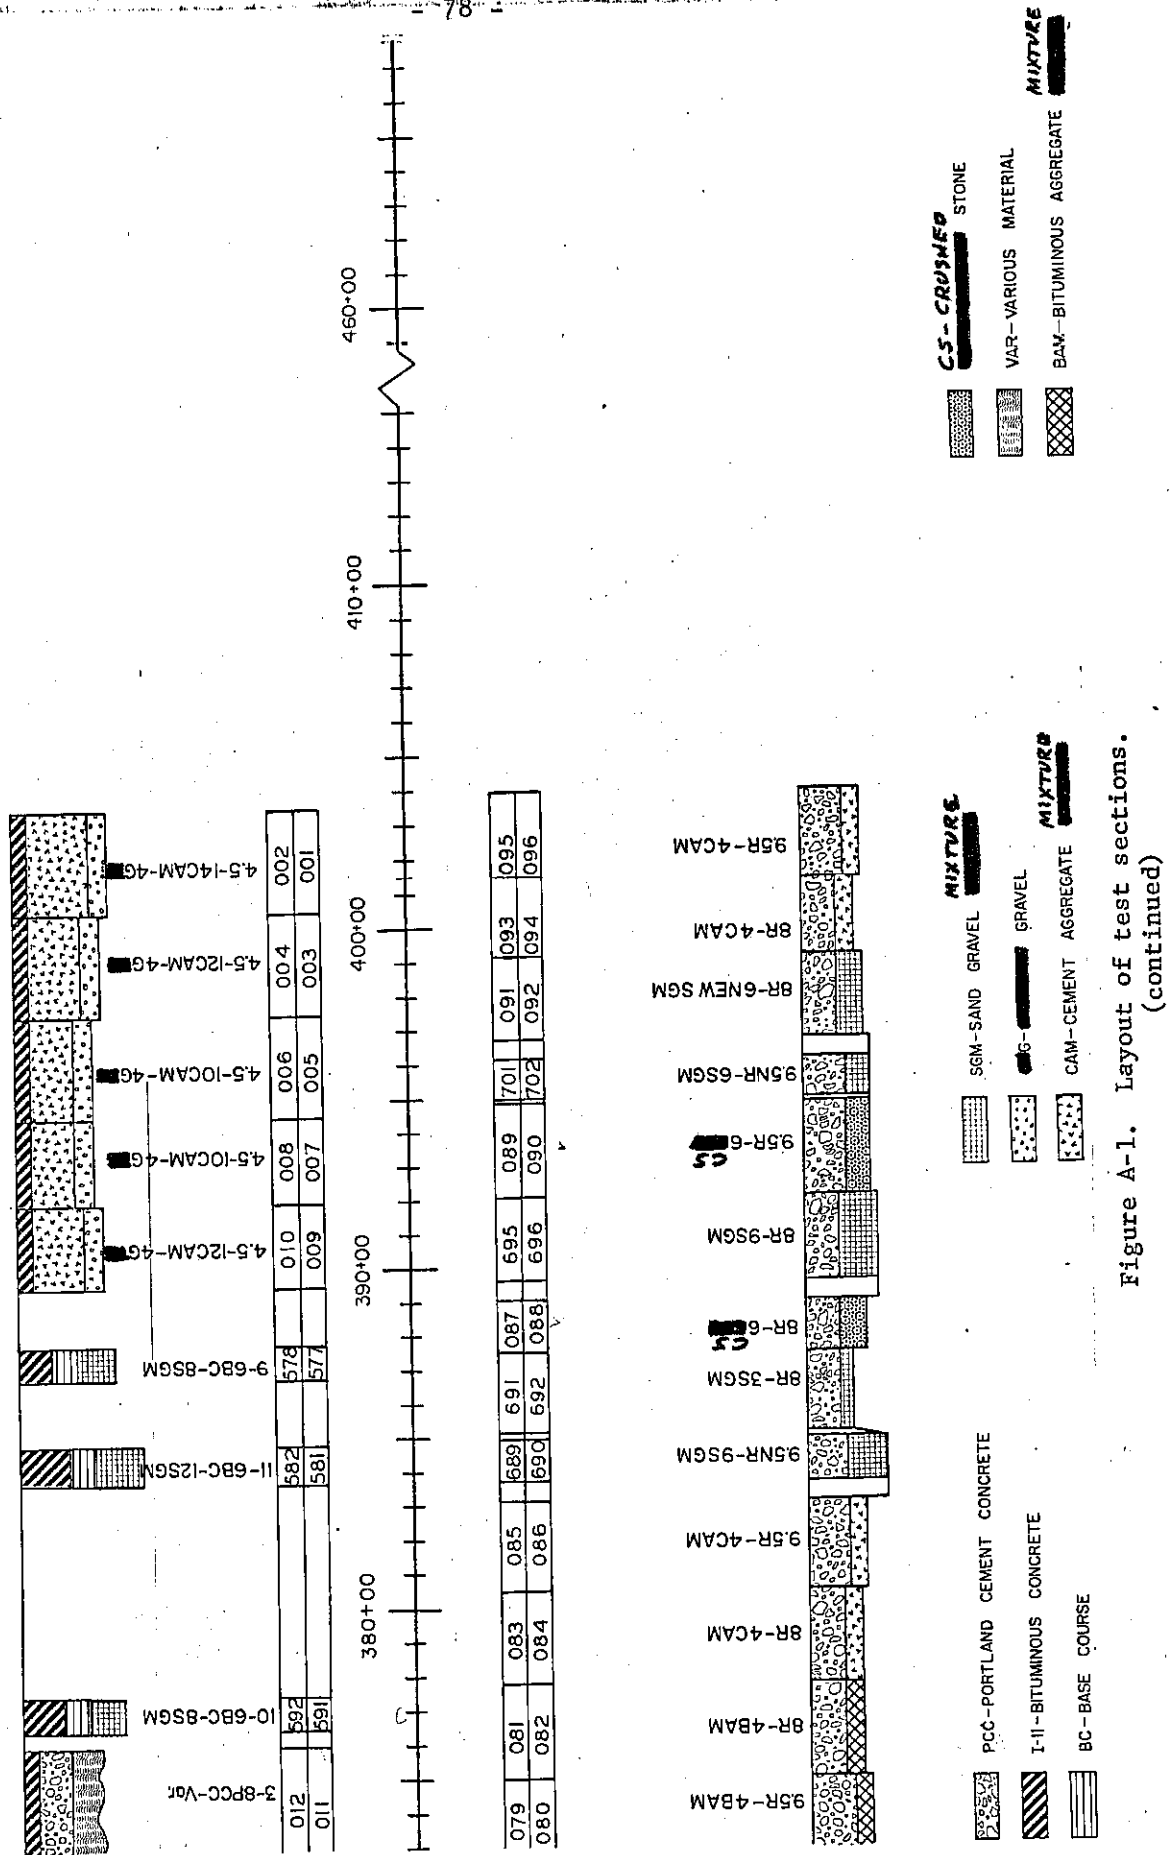 - 78 -
3-8PCC-Var.
10-6BC-8SGM
11-6BC-12SGM
9-6BC-8SGM
4.5-12CAM-4G
4.5-10CAM-4G
4.5-10CAM-4G
4.5-12CAM-4G
4.5-14CAM-4G
012 592 582 578 010 008 006 004 002
011 591 581 577 009 007 005 003 001
380+00 390+00 400+00 410+00 460+00
079 081 083 085 689 691 087 695 089 701 091 093 095
080 082 084 086 690 692 088 696 090 702 092 094 096
9.5R-4BAM
8R-4BAM
8R-4CAM
9.5R-4CAM
9.5NR-9SGM
8R-3SGM
8R-6
CS
8R-9SGM
9.5R-6
CS
9.5NR-6SGM
8R-6NEW SGM
8R-4CAM
9.5R-4CAM
PCC-PORTLAND CEMENT CONCRETE
I-11-BITUMINOUS CONCRETE
BC-BASE COURSE
MIXTURE
SGM-SAND GRAVEL
G- GRAVEL
MIXTURE
CAM-CEMENT AGGREGATE
CS-CRUSHED
STONE
VAR-VARIOUS MATERIAL
MIXTURE
BAM-BITUMINOUS AGGREGATE
Figure A-1. Layout of test sections.
(continued)